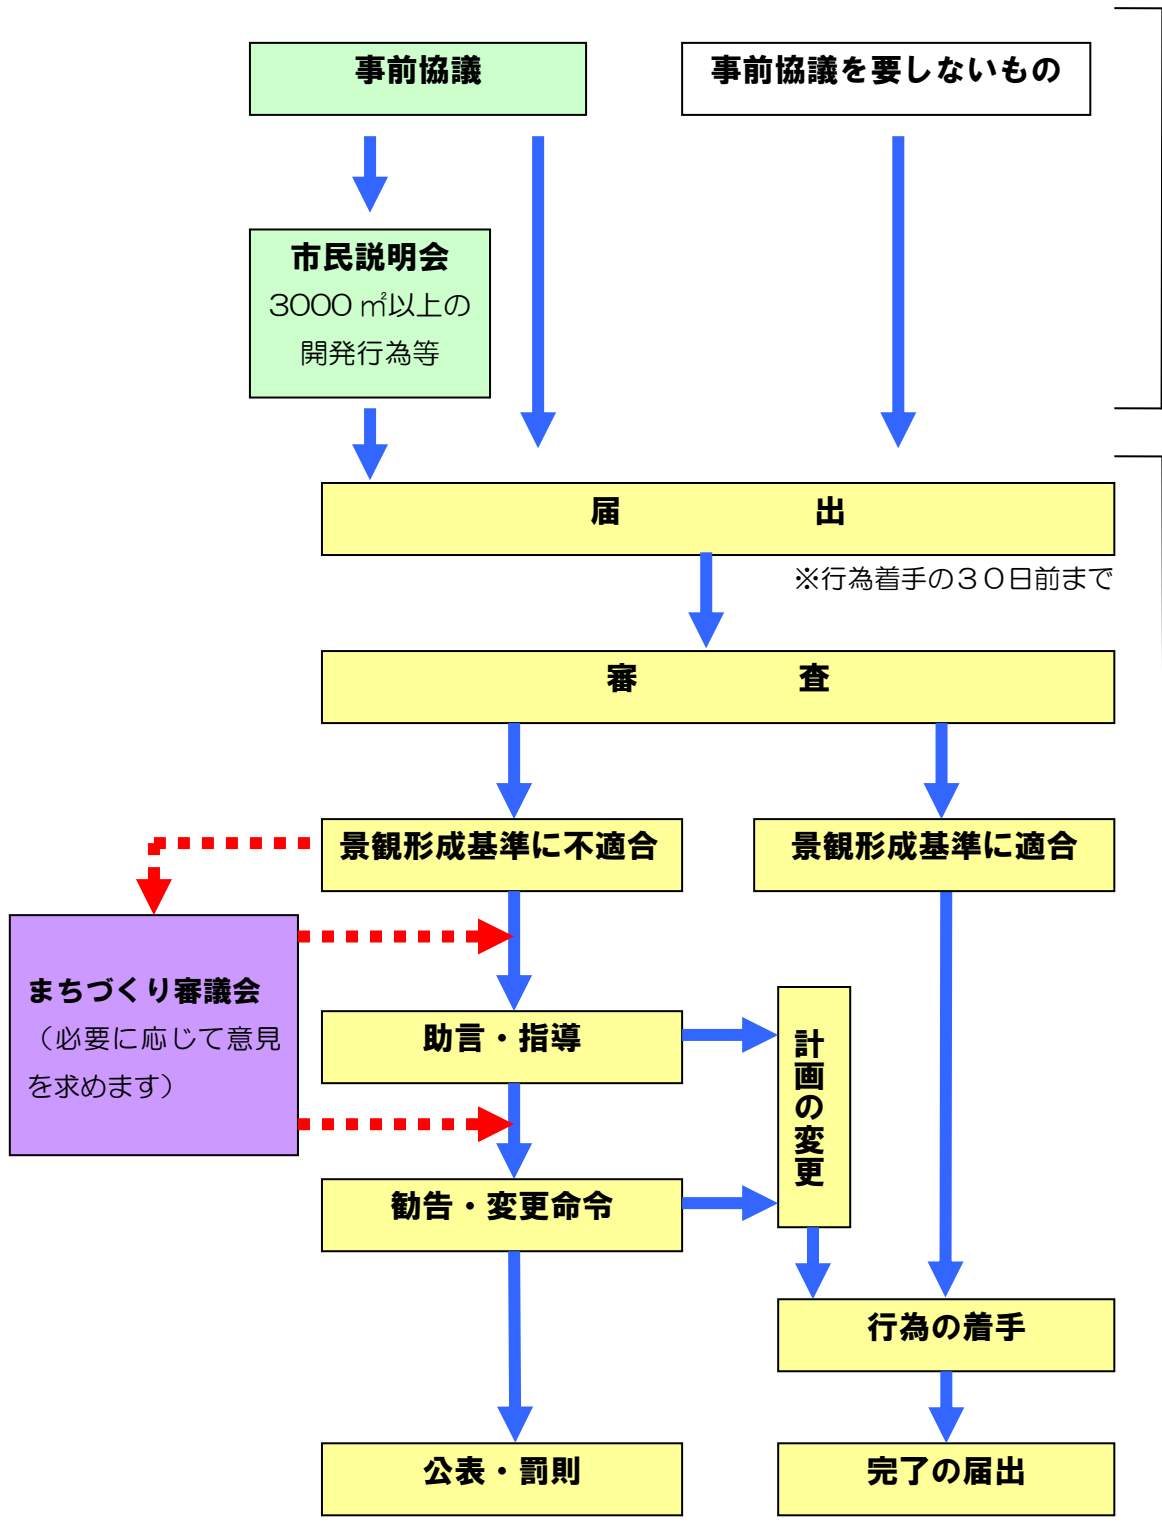 事前協議
事前協議を要しないもの
市民説明会
3000㎡以上の
開発行為等
届出
※行為着手の30日前まで
審査
景観形成基準に不適合
景観形成基準に適合
まちづくり審議会
（必要に応じて意見
を求めます）
助言・指導
計画の変更
勧告・変更命令
行為の着手
公表・罰則
完了の届出